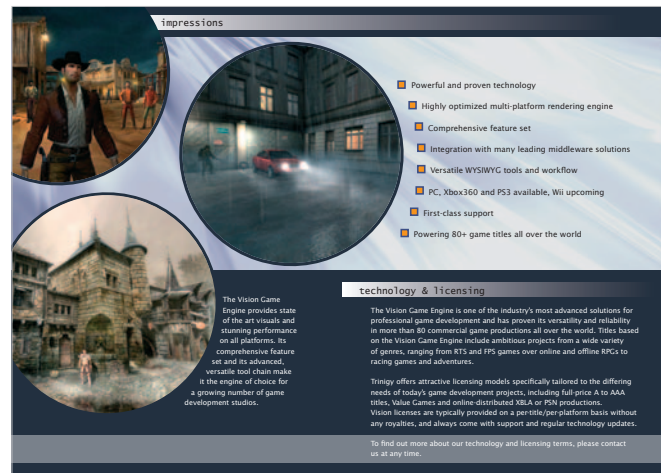 impressions
Powerful and proven technology
Highly optimized multi-platform rendering engine
Comprehensive feature set
Integration with many leading middleware solutions
Versatile WYSIWYG tools and workflow
PC, Xbox360 and PS3 available, Wii upcoming
First-class support
Powering 80+ game titles all over the world
The Vision Game
Engine provides state
of the art visuals and
stunning performance
on all platforms. Its
comprehensive feature
set and its advanced,
versatile tool chain make
it the engine of choice for
a growing number of game
development studios.
technology & licensing
The Vision Game Engine is one of the industry's most advanced solutions for
professional game development and has proven its versatility and reliability
in more than 80 commercial game productions all over the world. Titles based
on the Vision Game Engine include ambitious projects from a wide variety
of genres, ranging from RTS and FPS games over online and offline RPGs to
racing games and adventures.
Trinigy offers attractive licensing models specifically tailored to the differing
needs of today's game development projects, including full-price A to AAA
titles, Value Games and online-distributed XBLA or PSN productions.
Vision licenses are typically provided on a per-title/per-platform basis without
any royalties, and always come with support and regular technology updates.
To find out more about our technology and licensing terms, please contact
us at any time.